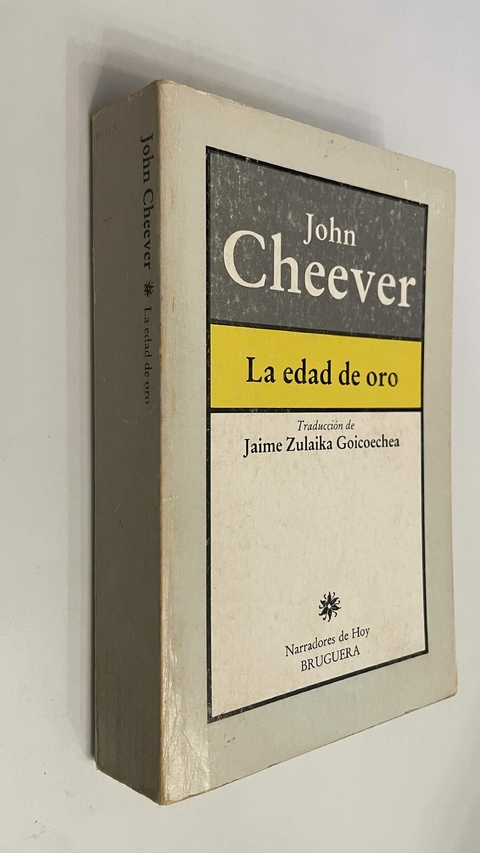 John Cheever ✷ La edad de oro
John
Cheever
La edad de oro
Traducción de
Jaime Zulaika Goicoechea
Narradores de Hoy
BRUGUERA